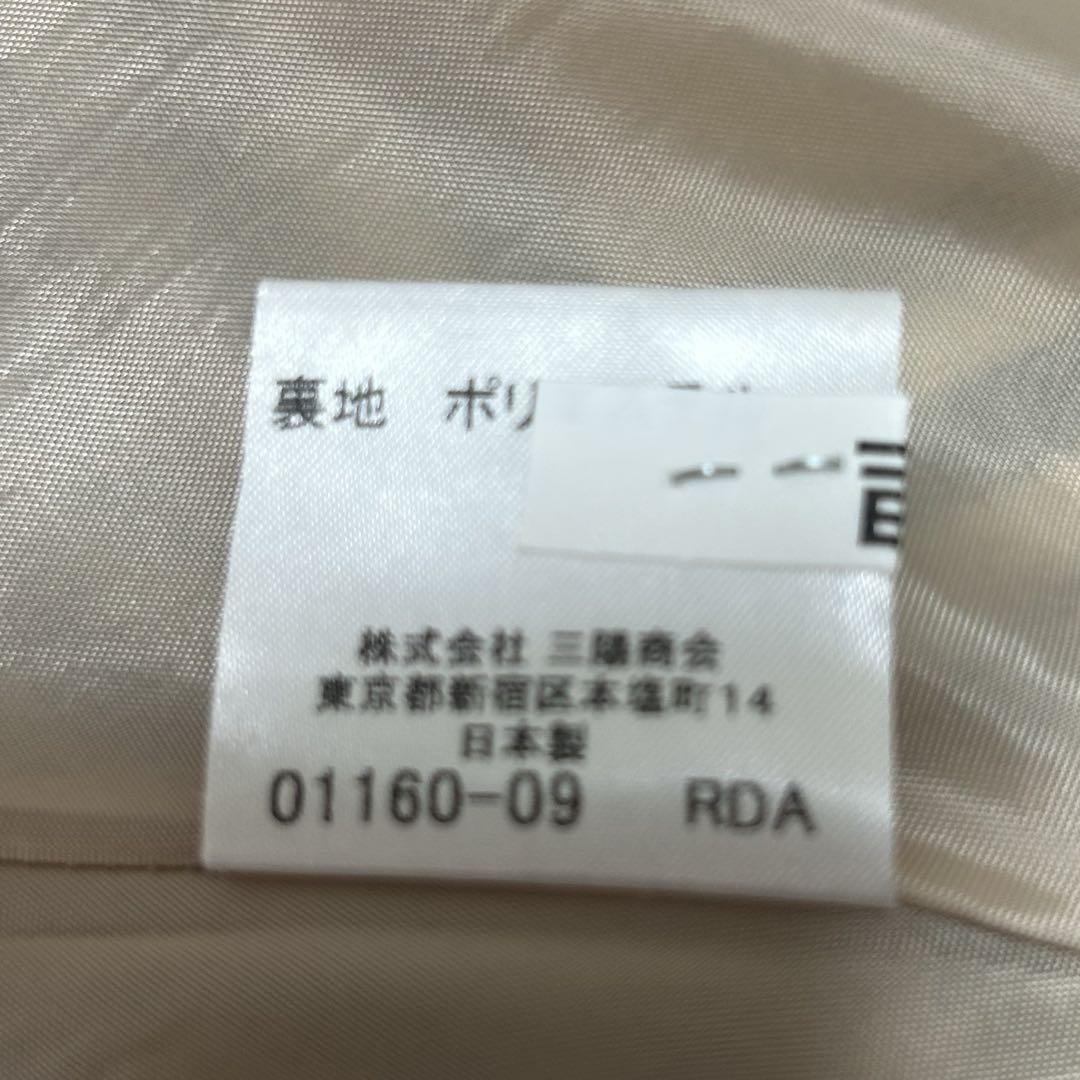 裏地 ポリ
株式会社 三陽商会
東京都新宿区本塩町14
日本製
01160-09 RDA